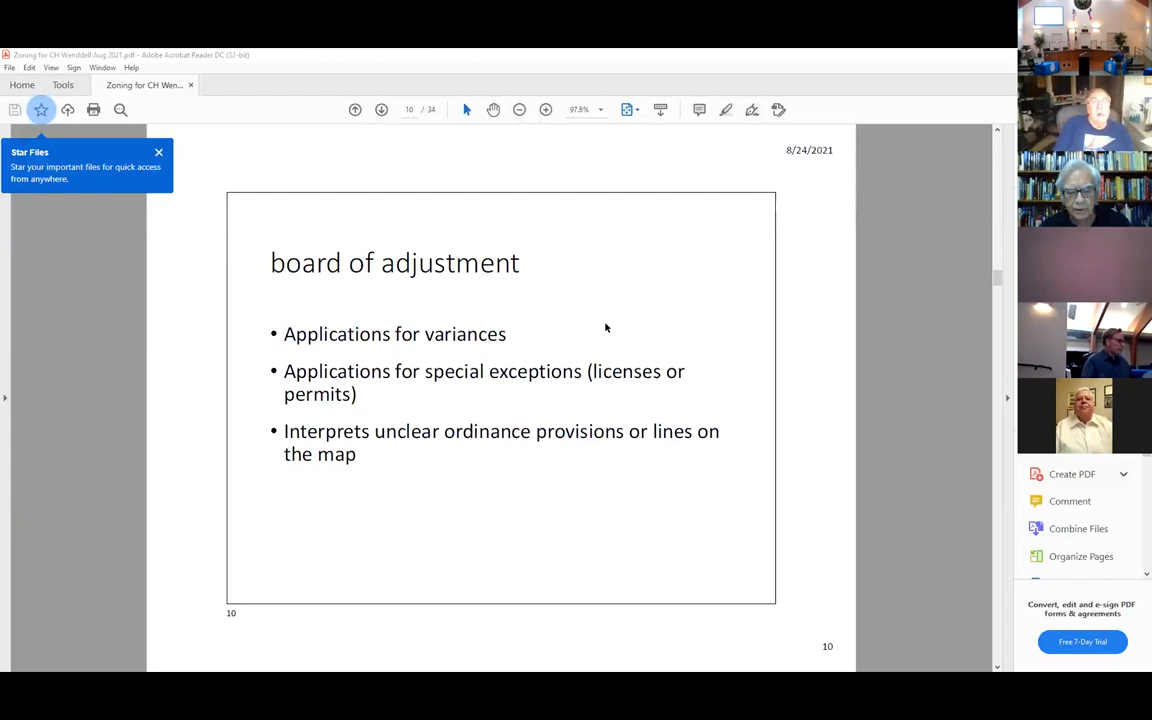 Zoning for CH Wenddell Aug 2021.pdf - Adobe Acrobat Reader DC (32-bit)
File Edit View Sign Window Help
Home Tools Zoning for CH Wen... ×
10 / 34 97.6%
Star Files
Star your important files for quick access
from anywhere.
8/24/2021
board of adjustment
• Applications for variances
• Applications for special exceptions (licenses or
permits)
• Interprets unclear ordinance provisions or lines on
the map
10
10
Create PDF
Comment
Combine Files
Organize Pages
Convert, edit and e-sign PDF
forms & agreements
Free 7-Day Trial